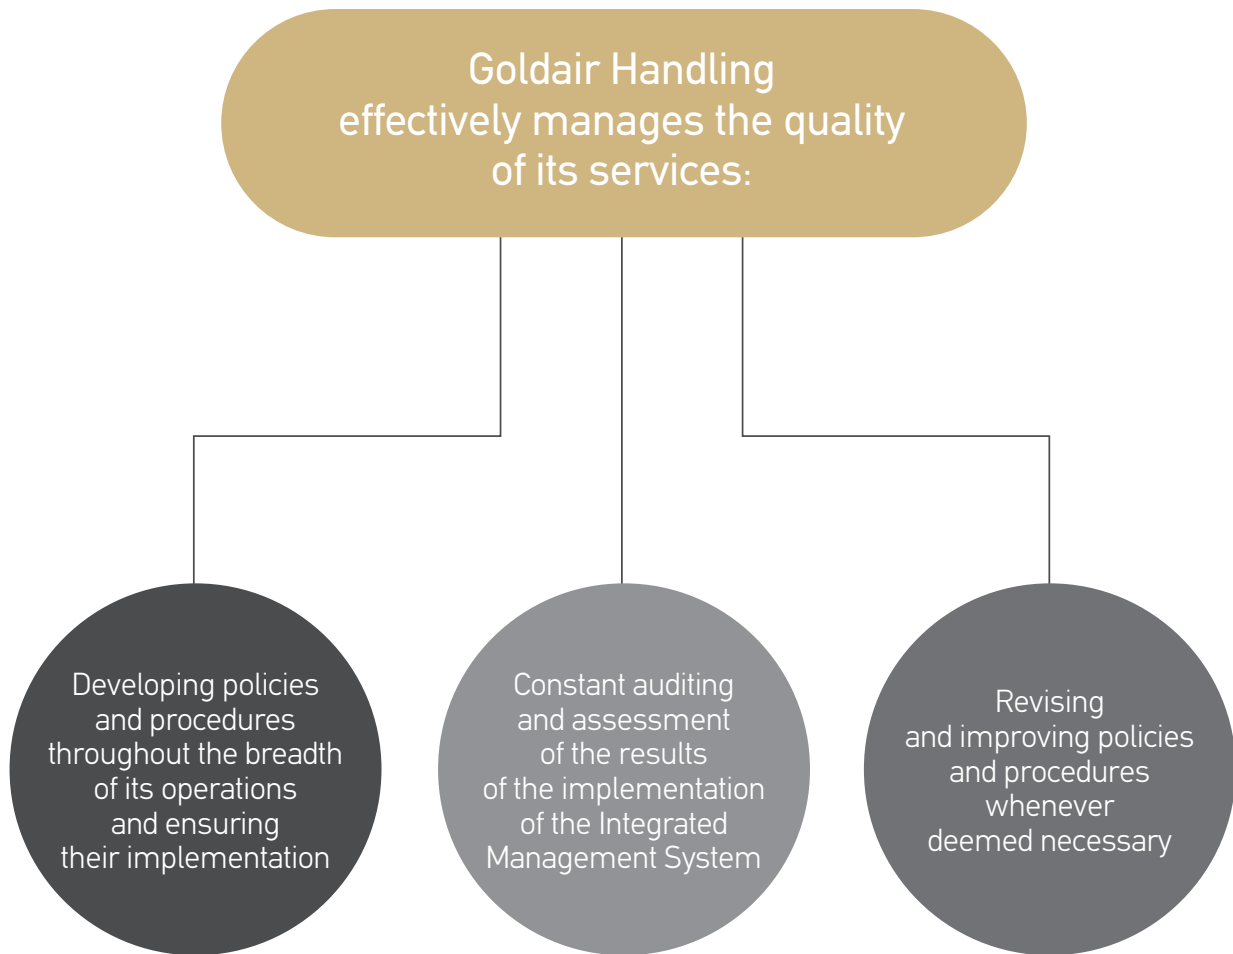 Goldair Handling
effectively manages the quality
of its services:
Developing policies
and procedures
throughout the breadth
of its operations
and ensuring
their implementation
Constant auditing
and assessment
of the results
of the implementation
of the Integrated
Management System
Revising
and improving policies
and procedures
whenever
deemed necessary